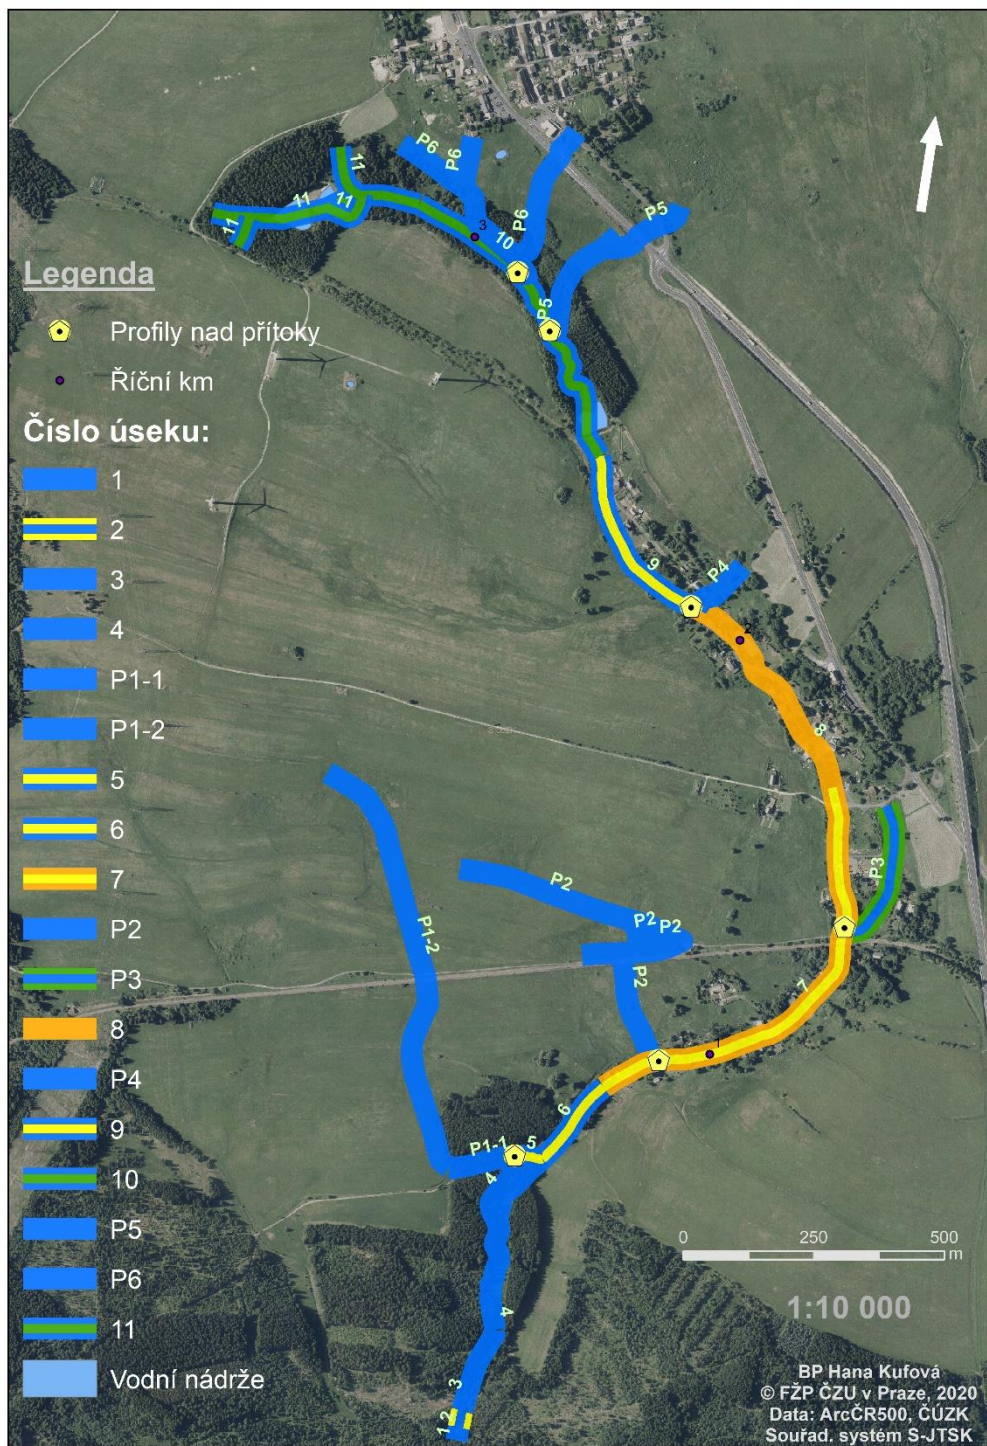 P6
P6
P6
P5
11
11
11
11
3
10
P5
Legenda
Profily nad přítoky
Říční km
Číslo úseku:
1
2
3
4
P1-1
P1-2
5
6
7
P2
P3
8
P4
9
10
P5
P6
11
Vodní nádrže
9
P4
2
8
P3
P2
P2
P2
P2
P1-2
7
1
6
P1-1
5
4
4
3
2
1
0
250
500
m
1:10 000
BP Hana Kufová
© FŽP ČZU v Praze, 2020
Data: ArcČR500, ČÚZK
Souřad. systém S-JTSK